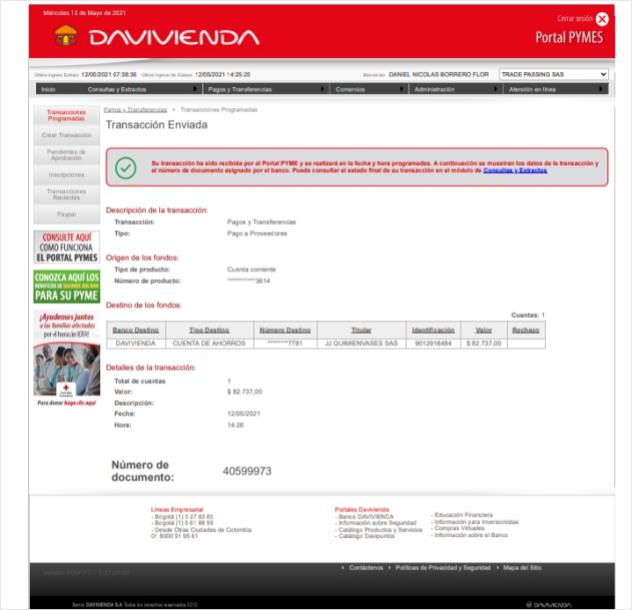 Miércoles 12 de Mayo de 2021
Cerrar sesión
DAVIVIENDA
Portal PYMES
Último Ingreso Exitoso: 12/05/2021 07:38:36 Último Ingreso No Exitoso: 12/05/2021 14:25:25 Bienvenido: DANIEL NICOLAS BORRERO FLOR TRADE PASSING SAS
Inicio Consultas y Extractos Pagos y Transferencias Comercios Administración Atención en línea
Transacciones Programadas
Crear Transacción
Pendientes de Aprobación
Inscripciones
Transacciones Recientes
Paypal
Pagos y Transferencias > Transacciones Programadas
Transacción Enviada
Su transacción ha sido recibida por el Portal PYME y se realizará en la fecha y hora programadas. A continuación se muestran los datos de la transacción y
el número de documento asignado por el banco. Puede consultar el estado final de su transacción en el módulo de Consultas y Extractos
Descripción de la transacción:
Transacción: Pagos y Transferencias
Tipo: Pago a Proveedores
CONSULTE AQUÍ
COMO FUNCIONA
EL PORTAL PYMES
Origen de los fondos:
Tipo de producto: Cuenta corriente
Número de producto: ************3614
CONOZCA AQUÍ LOS
BENEFICIOS DE SEGUROS BOLÍVAR
PARA SU PYME
Destino de los fondos:
Cuentas: 1
Banco Destino Tipo Destino Número Destino Titular Identificación Valor Rechazo
DAVIVIENDA CUENTA DE AHORROS ********7781 JJ QUIMIENVASES SAS 9012916484 $ 82.737,00
¡Ayudemos juntos
a las familias afectadas
por el huracán IOTA!
Para donar haga clic aquí
Detalles de la transacción:
Total de cuentas 1
Valor: $ 82.737,00
Descripción:
Fecha: 12/05/2021
Hora: 14:26
Número de documento: 40599973
Líneas Empresarial
- Bogotá (1) 3 27 83 80
- Bogotá (1) 5 61 88 95
- Desde Otras Ciudades de Colombia
01 8000 91 95 61
Portales Davivienda
- Banco DAVIVIENDA
- Información sobre Seguridad
- Catálogo Productos y Servicios
- Catálogo Davipuntos
- Educación Financiera
- Información para Inversionistas
- Compras Virtuales
- Información sobre el Banco
Contáctenos Políticas de Privacidad y Seguridad Mapa del Sitio
Banco DAVIVIENDA S.A Todos los derechos reservados 2012
DAVIVIENDA